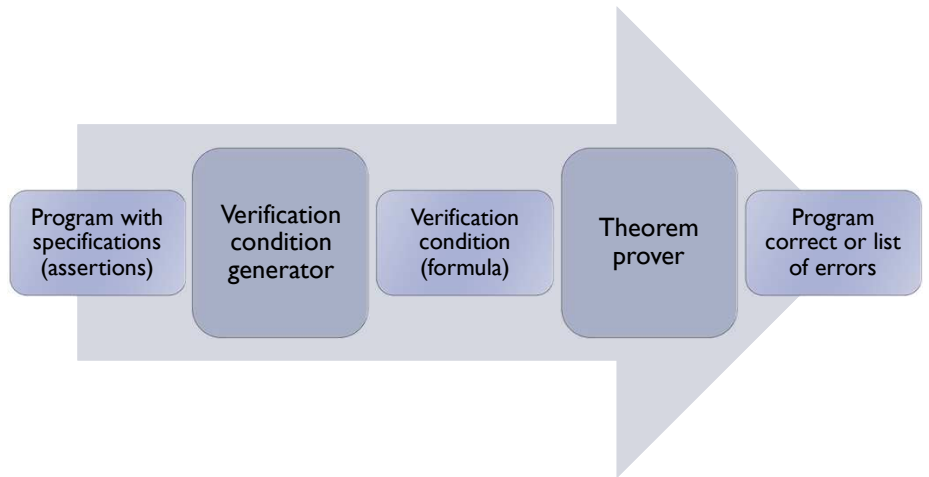 Program with
specifications
(assertions)
Verification
condition
generator
Verification
condition
(formula)
Theorem
prover
Program
correct or list
of errors